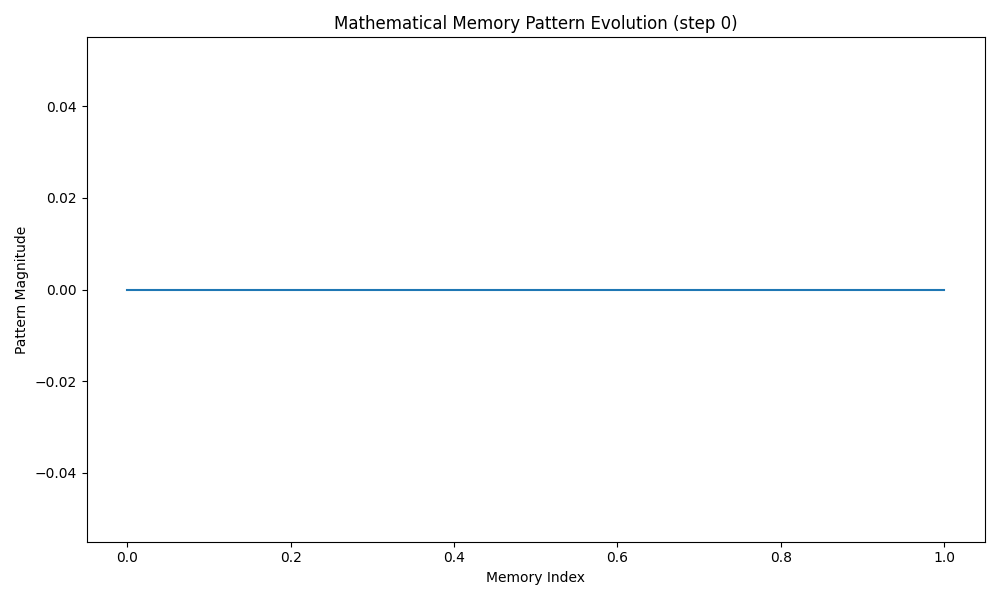 Mathematical Memory Pattern Evolution (step 0)
Pattern Magnitude
0.04
0.02
0.00
−0.02
−0.04
0.0 0.2 0.4 0.6 0.8 1.0
Memory Index